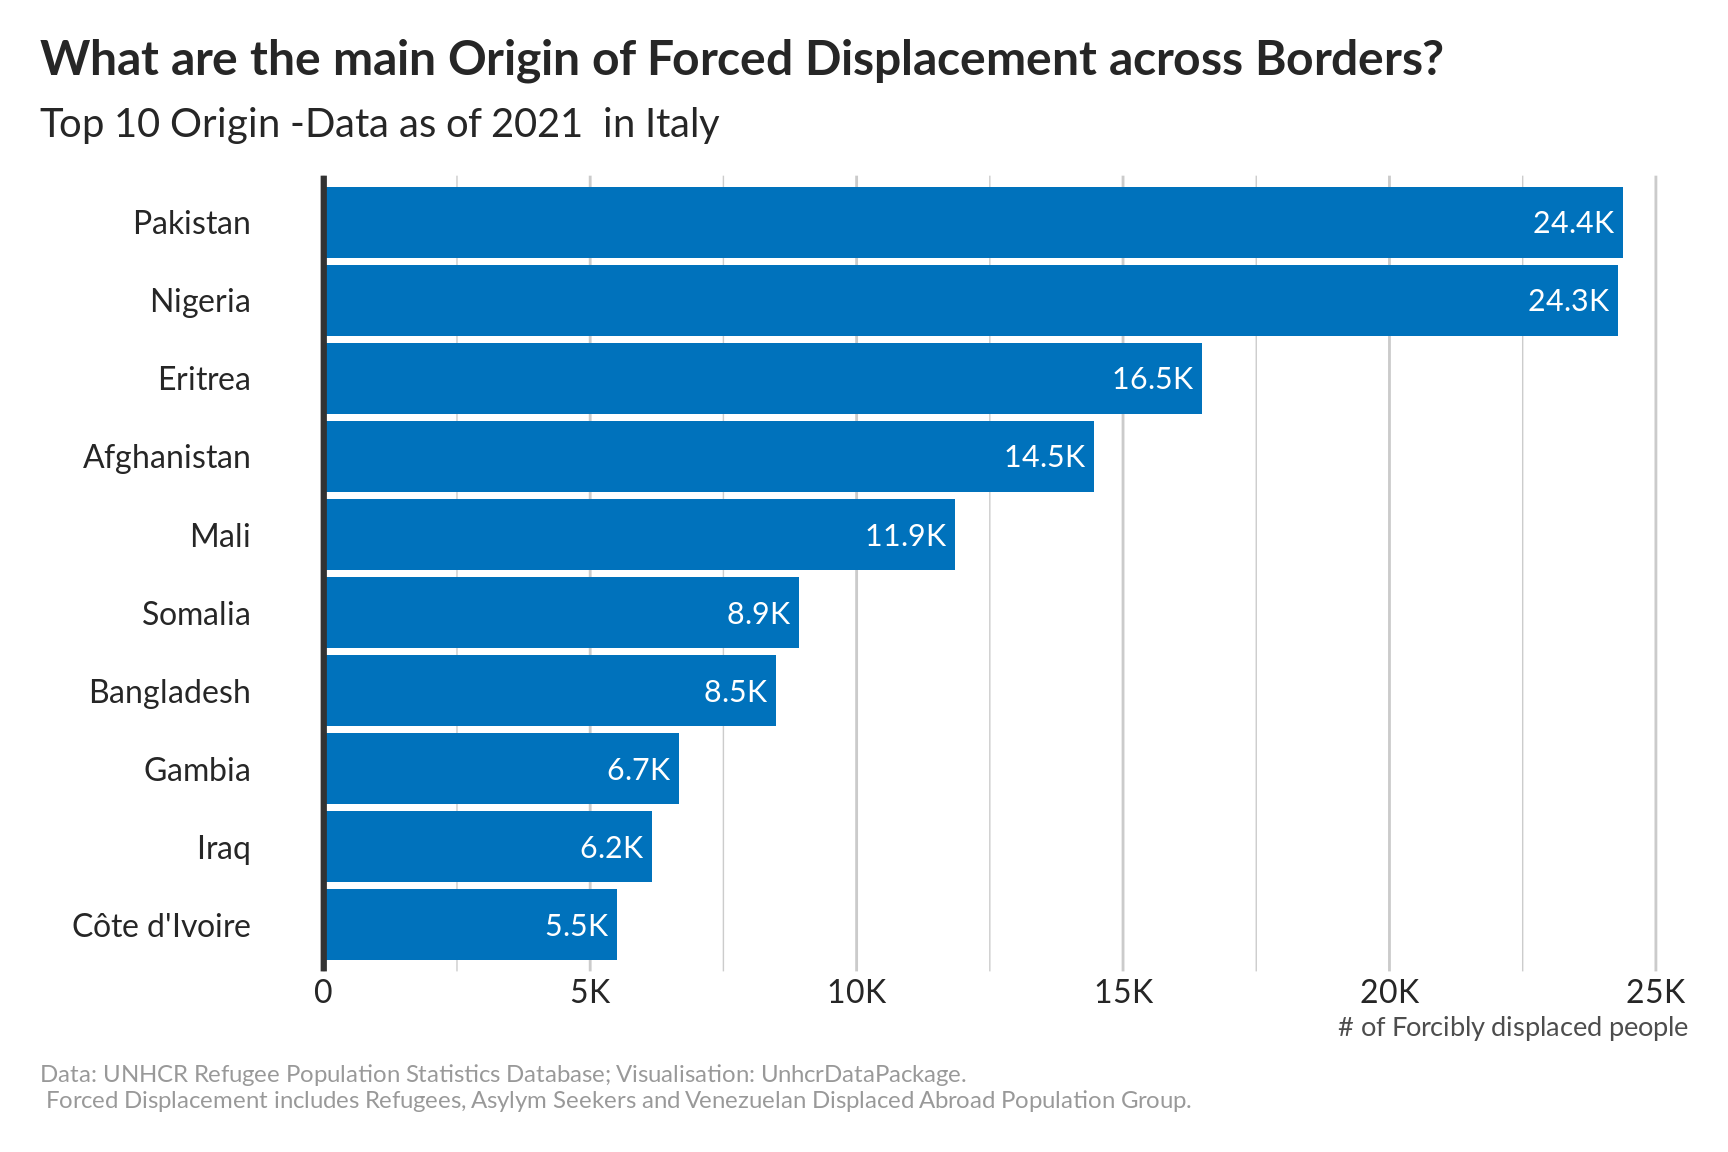 What are the main Origin of Forced Displacement across Borders?
Top 10 Origin -Data as of 2021  in Italy
Pakistan 24.4K
Nigeria 24.3K
Eritrea 16.5K
Afghanistan 14.5K
Mali 11.9K
Somalia 8.9K
Bangladesh 8.5K
Gambia 6.7K
Iraq 6.2K
Côte d'Ivoire 5.5K
0 5K 10K 15K 20K 25K
# of Forcibly displaced people
Data: UNHCR Refugee Population Statistics Database; Visualisation: UnhcrDataPackage.
Forced Displacement includes Refugees, Asylym Seekers and Venezuelan Displaced Abroad Population Group.